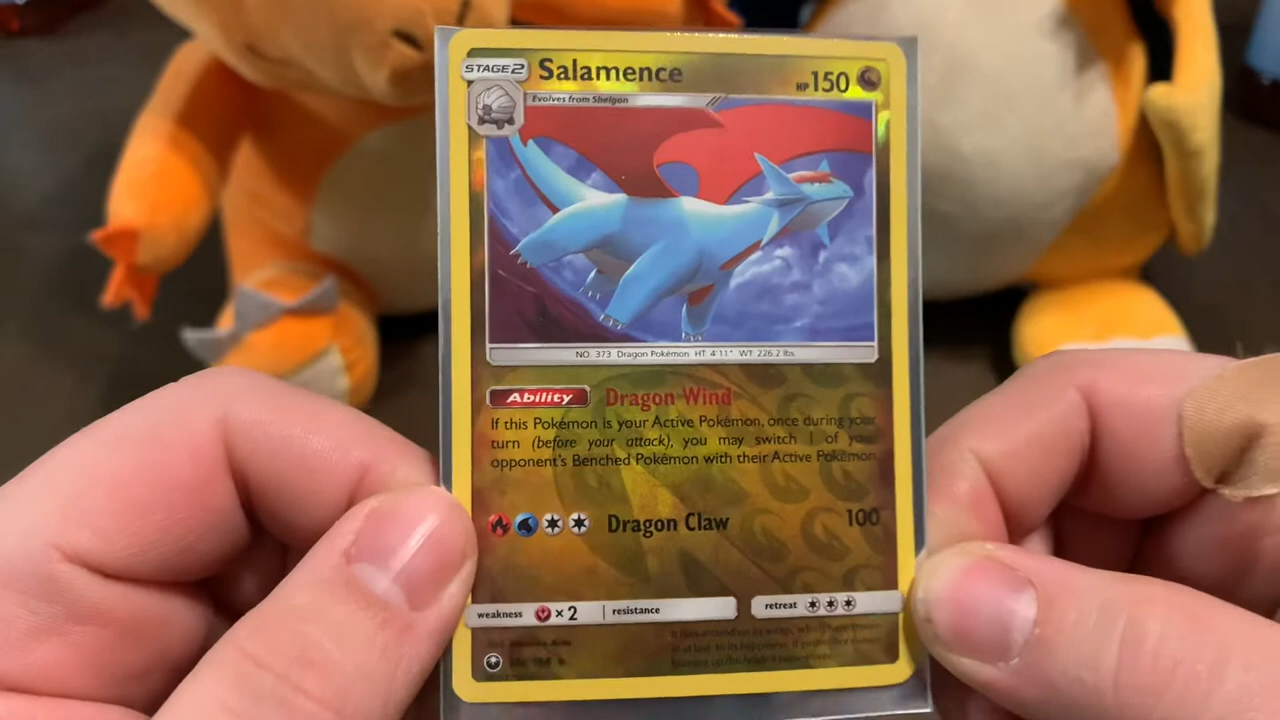 STAGE2 Salamence HP 150
Evolves from Shelgon
NO. 373 Dragon Pokémon HT: 4'11" WT: 226.2 lbs.
Ability Dragon Wind
If this Pokémon is your Active Pokémon, once during your
turn (before your attack), you may switch 1 of your
opponent's Benched Pokémon with their Active Pokémon.
Dragon Claw 100
weakness ×2 resistance retreat